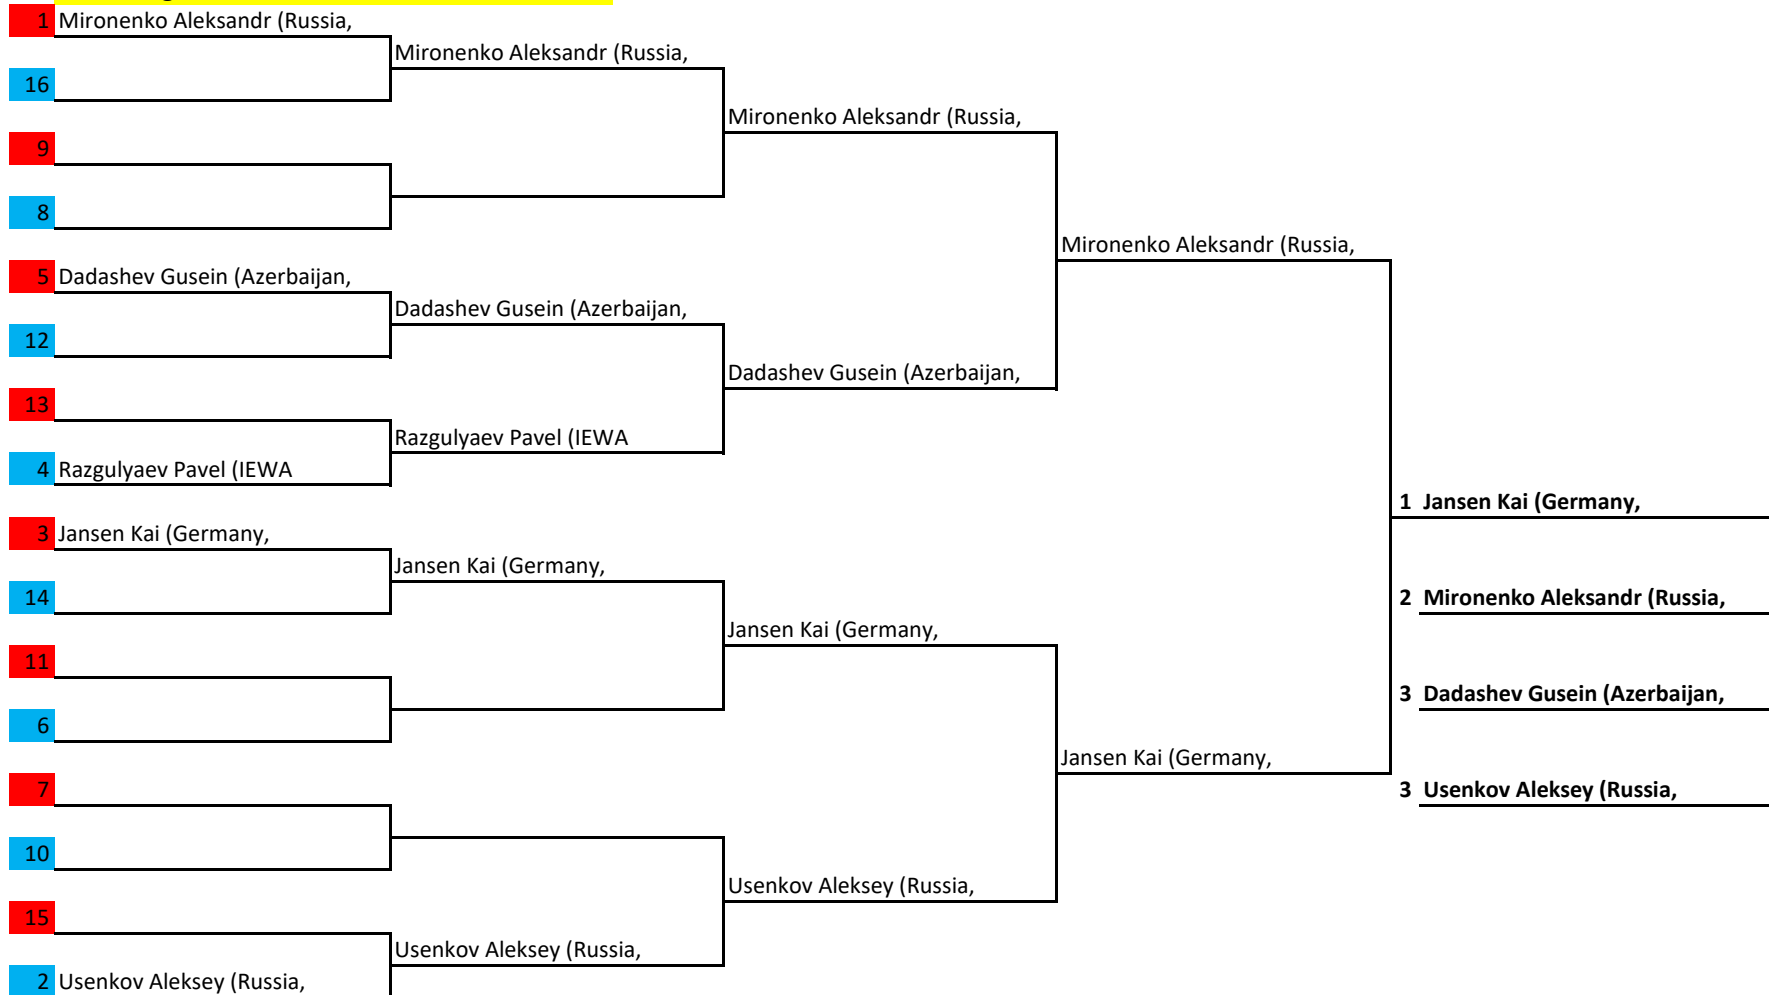 1 Mironenko Aleksandr (Russia,
Mironenko Aleksandr (Russia,
16
Mironenko Aleksandr (Russia,
9
8
Mironenko Aleksandr (Russia,
5 Dadashev Gusein (Azerbaijan,
Dadashev Gusein (Azerbaijan,
12
Dadashev Gusein (Azerbaijan,
13
Razgulyaev Pavel (IEWA
4 Razgulyaev Pavel (IEWA
1 Jansen Kai (Germany,
3 Jansen Kai (Germany,
Jansen Kai (Germany,
14
2 Mironenko Aleksandr (Russia,
Jansen Kai (Germany,
11
3 Dadashev Gusein (Azerbaijan,
6
Jansen Kai (Germany,
7
3 Usenkov Aleksey (Russia,
10
Usenkov Aleksey (Russia,
15
Usenkov Aleksey (Russia,
2 Usenkov Aleksey (Russia,